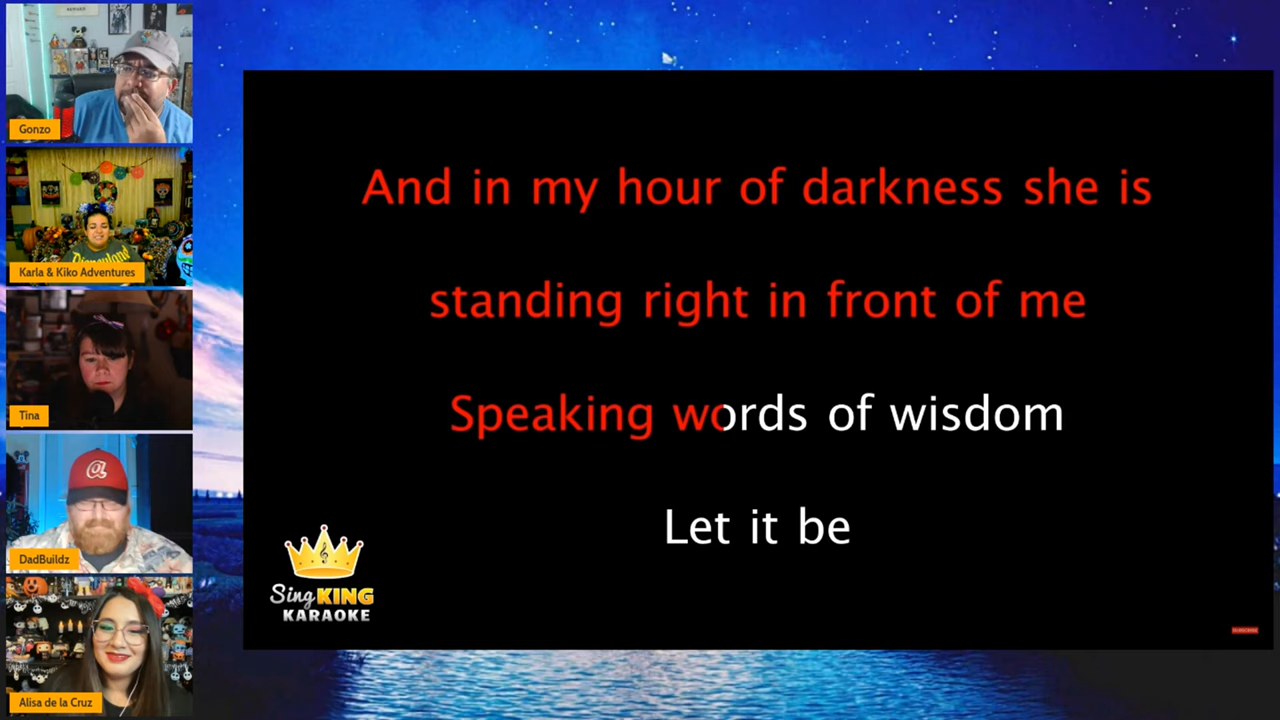 Gonzo
Karla & Kiko Adventures
Tina
DadBuildz
Alisa de la Cruz
And in my hour of darkness she is
standing right in front of me
Speaking words of wisdom
Let it be
Sing KING
KARAOKE
SUBSCRIBE